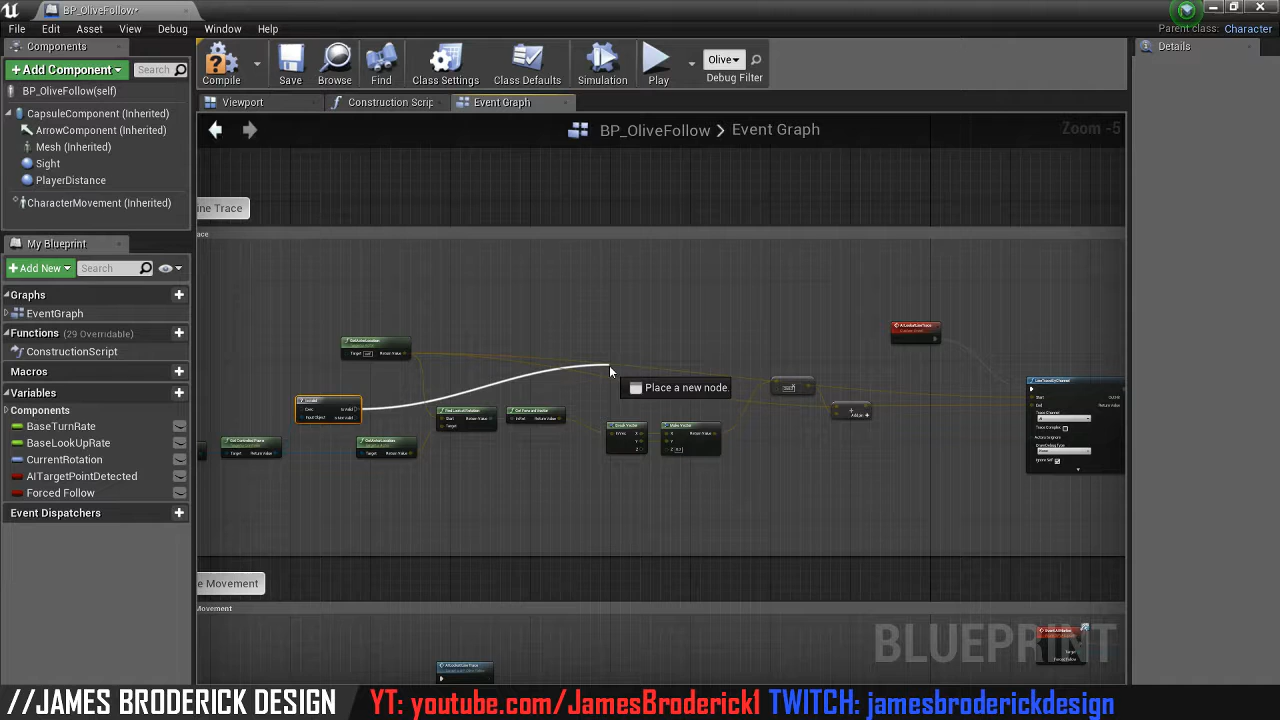 BP_OliveFollow*
File Edit Asset View Debug Window Help
Parent class: Character
Components
+Add Component
Search
BP_OliveFollow(self)
CapsuleComponent (Inherited)
ArrowComponent (Inherited)
Mesh (Inherited)
Sight
PlayerDistance
CharacterMovement (Inherited)
My Blueprint
+Add New
Search
Graphs
EventGraph
Functions (29 Overridable)
ConstructionScript
Macros
Variables
Components
BaseTurnRate
BaseLookUpRate
CurrentRotation
AITargetPointDetected
Forced Follow
Event Dispatchers
Compile
Save
Browse
Find
Class Settings
Class Defaults
Simulation
Play
Olive
Debug Filter
Viewport
Construction Scrip
Event Graph
BP_OliveFollow > Event Graph
Zoom -5
Details
ine Trace
ace
Place a new node.
e Movement
Movement
BLUEPRINT
//JAMES BRODERICK DESIGN YT: youtube.com/JamesBroderick1 TWITCH: jamesbroderickdesign